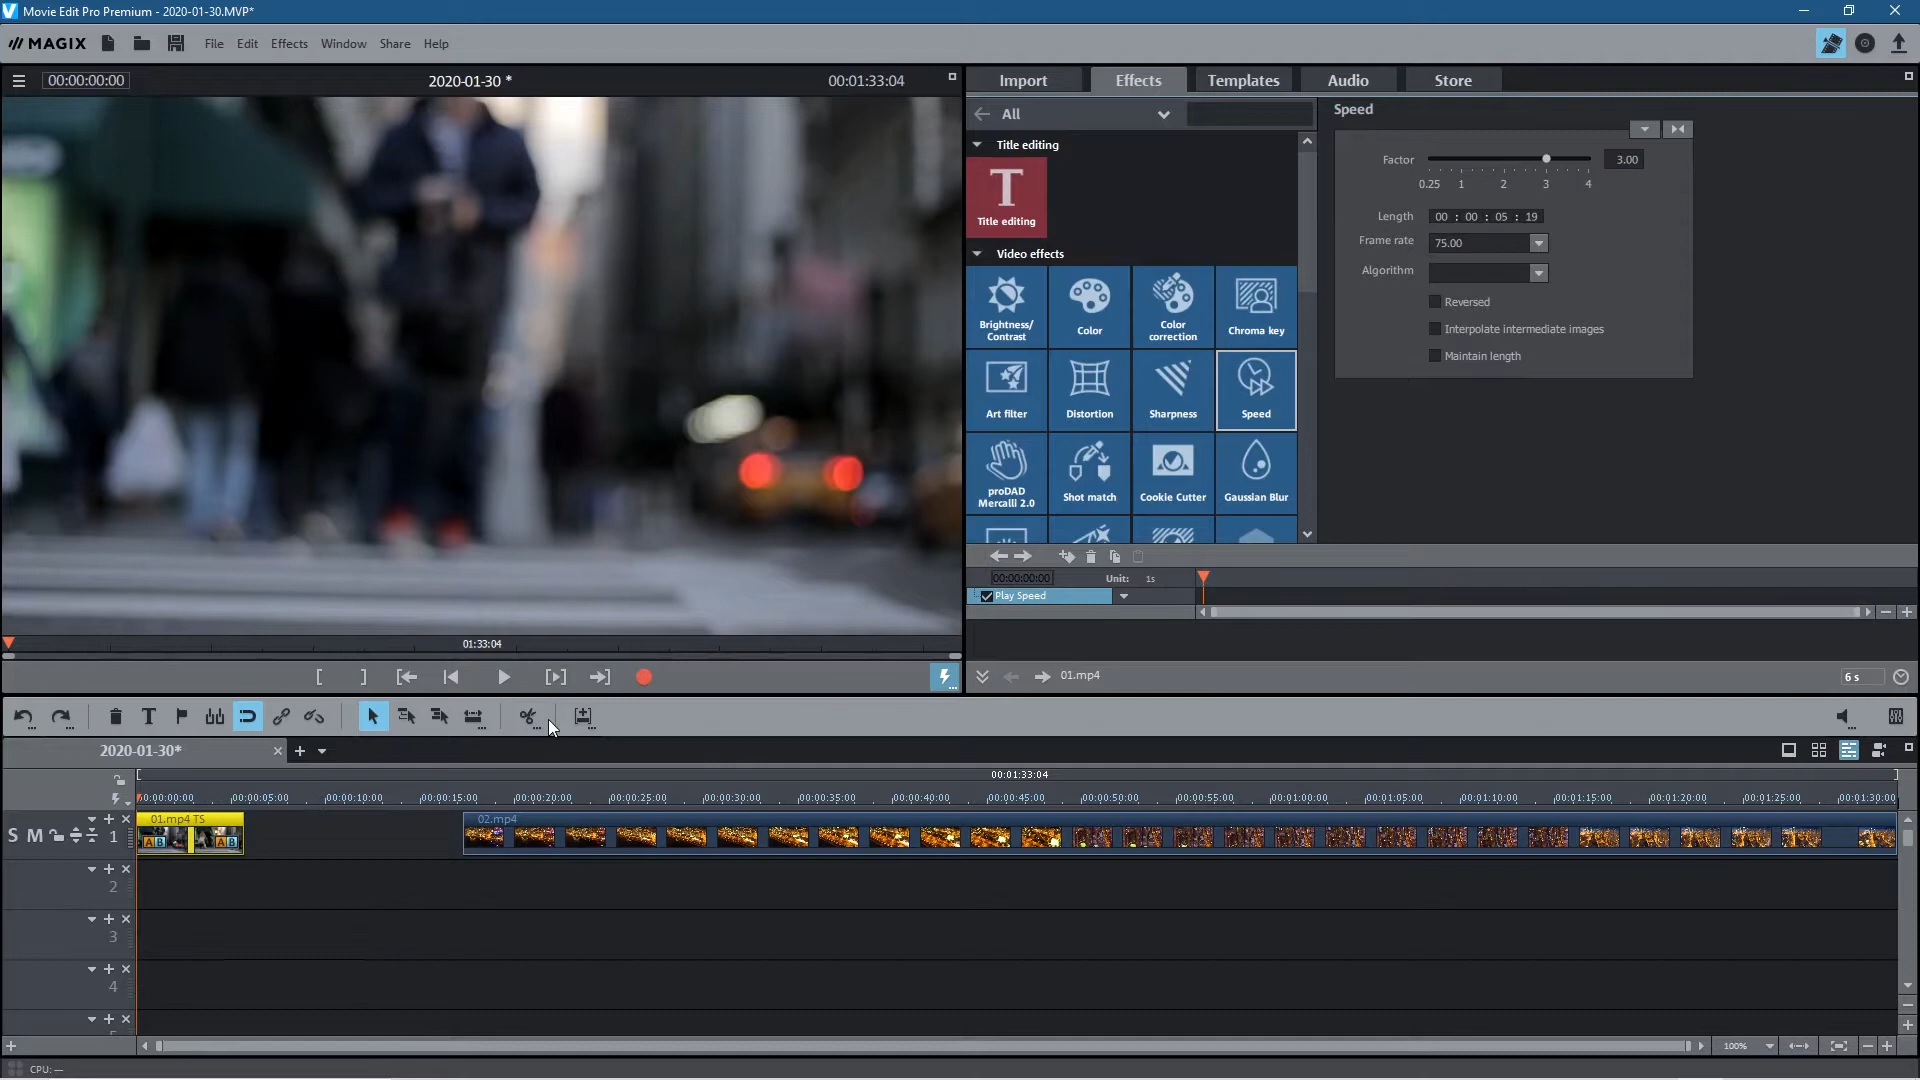 Movie Edit Pro Premium - 2020-01-30.MVP*
MAGIX File Edit Effects Window Share Help
00:00:00:00 2020-01-30 * 00:01:33:04
Import Effects Templates Audio Store
All
Speed
Title editing
Title editing
Factor 3.00
0.25 1 2 3 4
Length 00 : 00 : 05 : 19
Frame rate 75.00
Algorithm
Reversed
Interpolate intermediate images
Maintain length
Video effects
Brightness/
Contrast
Color
Color
correction
Chroma key
Art filter
Distortion
Sharpness
Speed
proDAD
Mercalli 2.0
Shot match
Cookie Cutter
Gaussian Blur
00:00:00:00 Unit: 1s
Play Speed
01:33:04
01.mp4 6 s
2020-01-30*
00:01:33:04
00:00:00:00 00:00:05:00 00:00:10:00 00:00:15:00 00:00:20:00 00:00:25:00 00:00:30:00 00:00:35:00 00:00:40:00 00:00:45:00 00:00:50:00 00:00:55:00 00:01:00:00 00:01:05:00 00:01:10:00 00:01:15:00 00:01:20:00 00:01:25:00 00:01:30:00
01.mp4 TS 02.mp4
S M 1
A B A B
2
3
4
100%
CPU: —